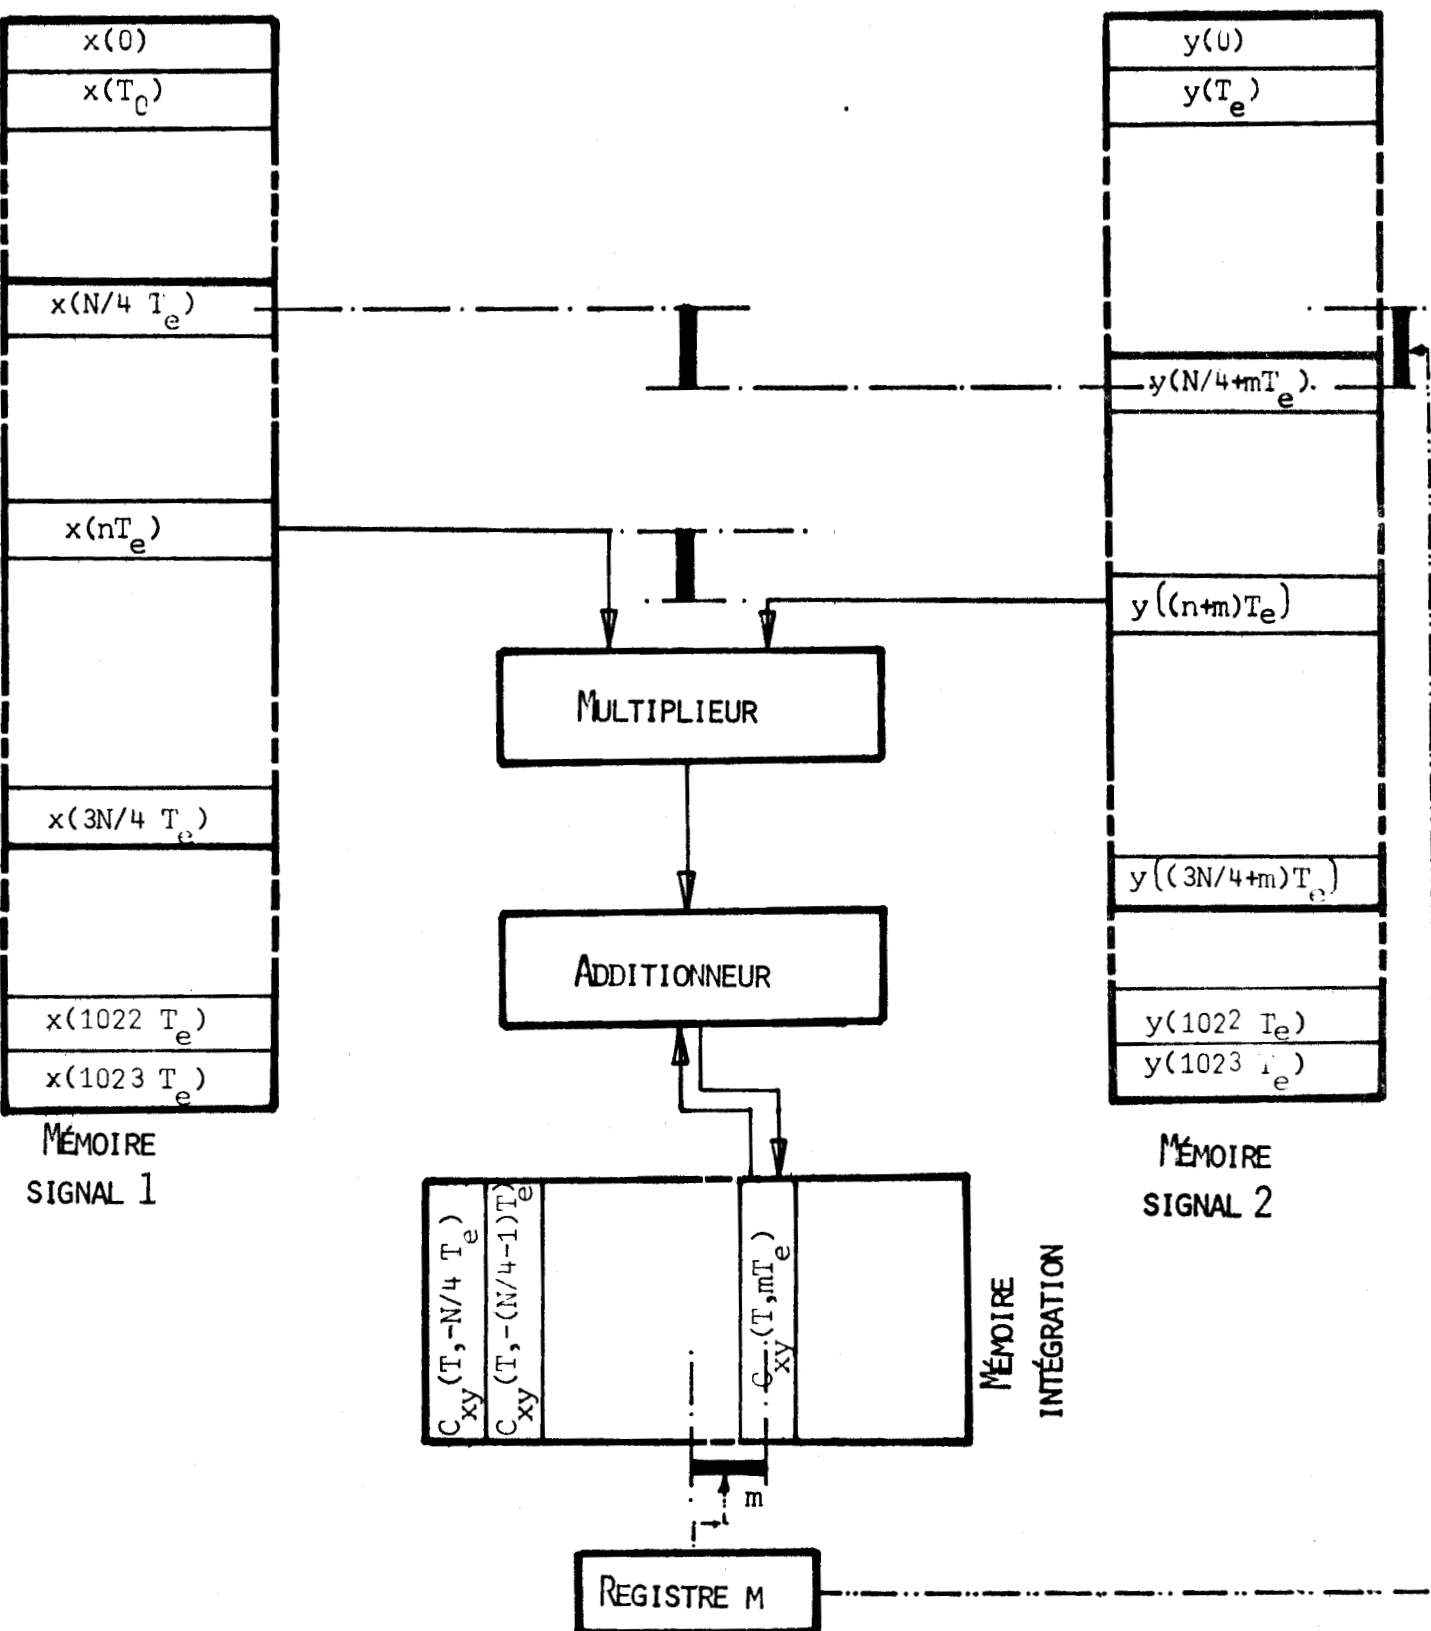 x(0)
x(T0)
x(N/4 Te)
x(nTe)
x(3N/4 Te)
x(1022 Te)
x(1023 Te)
MÉMOIRE
SIGNAL 1
y(0)
y(Te)
y(N/4+mTe).
y((n+m)Te)
y((3N/4+m)Te)
y(1022 Te)
y(1023 Te)
MÉMOIRE
SIGNAL 2
MULTIPLIEUR
ADDITIONNEUR
Cxy(T,-N/4 Te)
Cxy(T,-(N/4-1)Te)
Cxy(T,mTe)
MÉMOIRE
INTÉGRATION
m
REGISTRE M